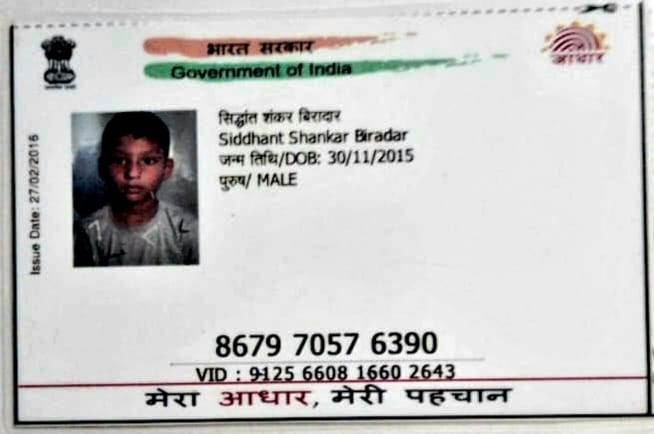 भारत सरकार
Government of India
आधार
Issue Date: 27/02/2016
सिद्धांत शंकर बिरादार
Siddhant Shankar Biradar
जन्म तिथि/DOB: 30/11/2015
पुरुष/ MALE
8679 7057 6390
VID : 9125 6608 1660 2643
मेरा आधार, मेरी पहचान